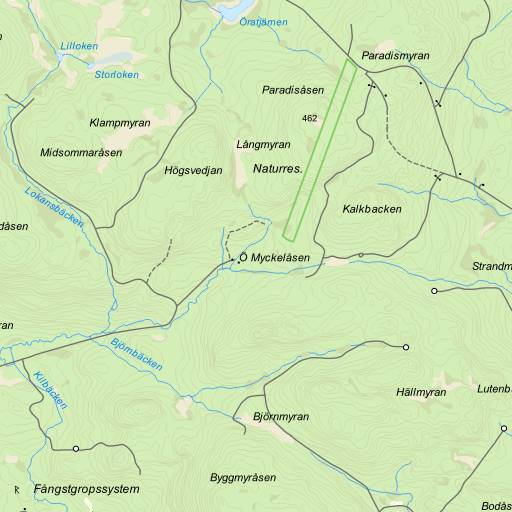 Öratjärnen
Lilloken
Storloken
Paradismyran
Paradisåsen
462
Klampmyran
Långmyran
Midsommaråsen
Högsvedjan
Naturres.
Lokansbäcken
Kalkbacken
dåsen
Ö Myckelåsen
Strandm
ran
Björnbäcken
Kilbäcken
Hällmyran
Lutenb
Björnmyran
Byggmyråsen
R Fångstgropssystem
Bodås